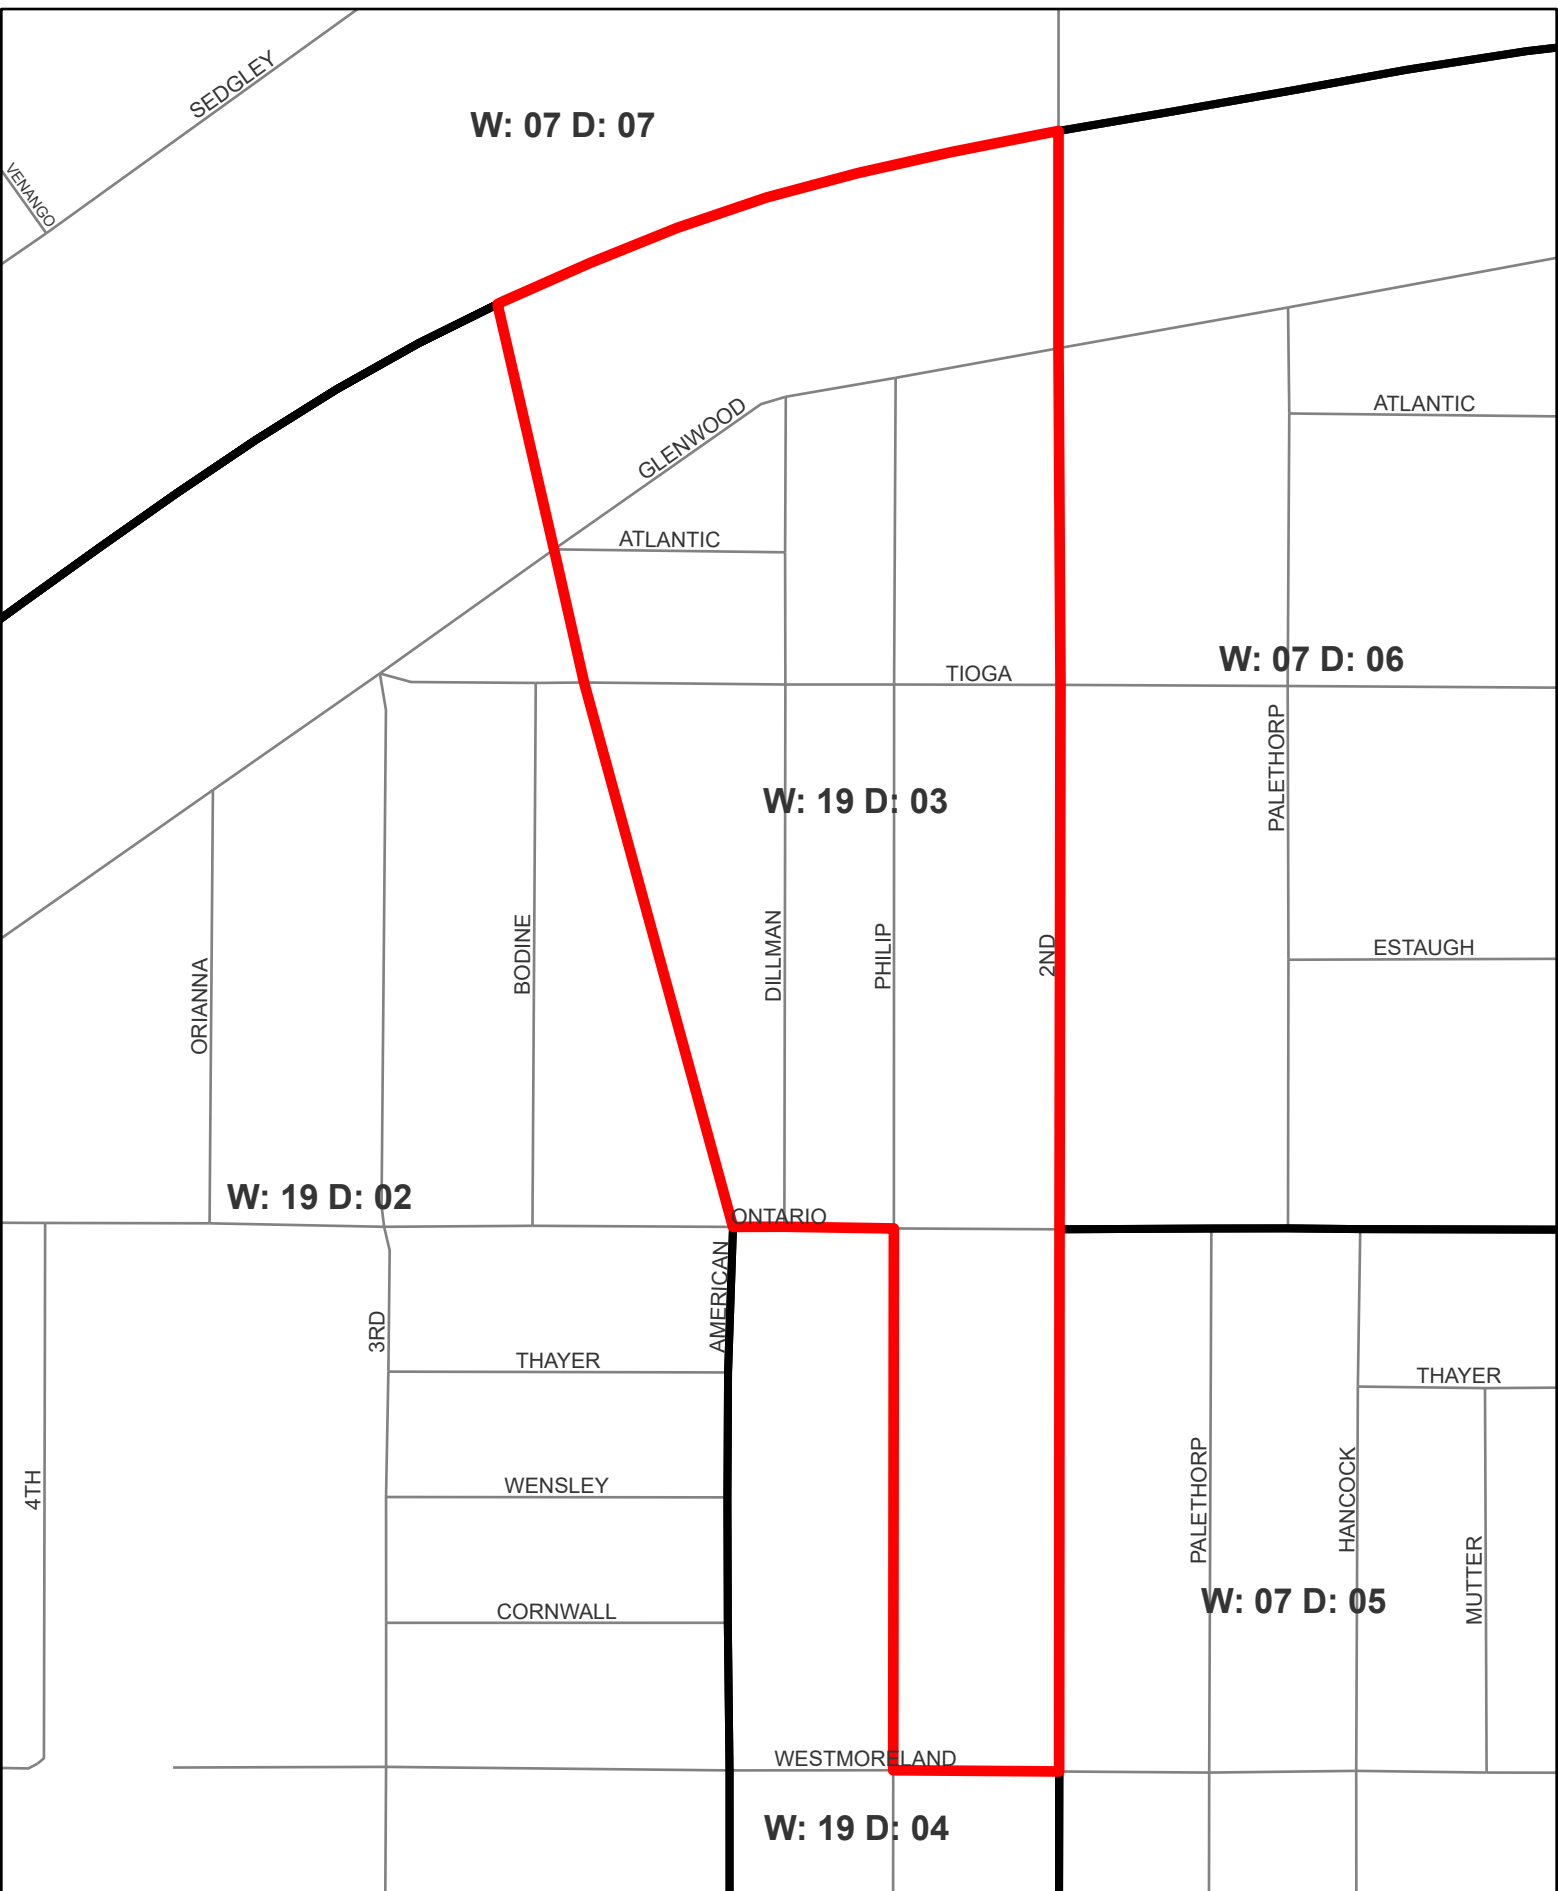 SEDGLEY
W: 07 D: 07
VENANGO
GLENWOOD
ATLANTIC
ATLANTIC
W: 07 D: 06
TIOGA
PALETHORP
W: 19 D: 03
BODINE
DILLMAN
PHILIP
2ND
ESTAUGH
ORIANNA
W: 19 D: 02
ONTARIO
AMERICAN
3RD
THAYER
THAYER
4TH
WENSLEY
PALETHORP
HANCOCK
MUTTER
CORNWALL
W: 07 D: 05
WESTMORELAND
W: 19 D: 04